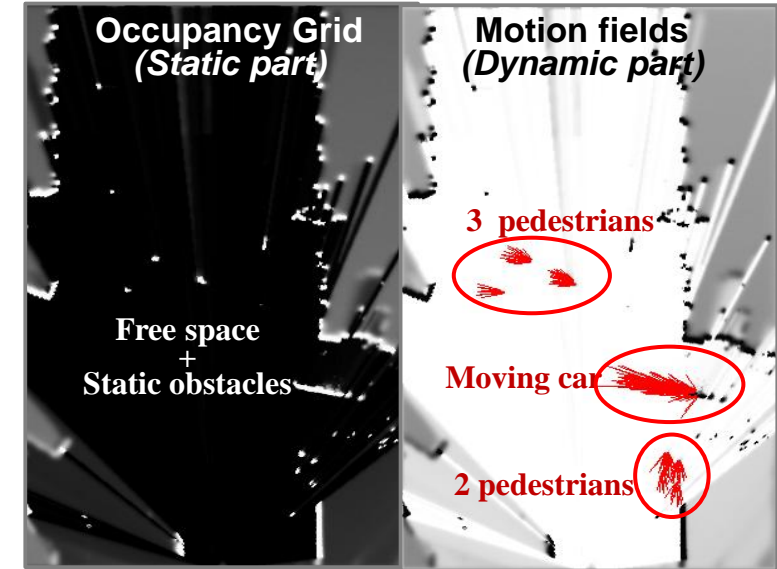 Occupancy Grid
(Static part)
Free space
+
Static obstacles
Motion fields
(Dynamic part)
3 pedestrians
Moving car
2 pedestrians